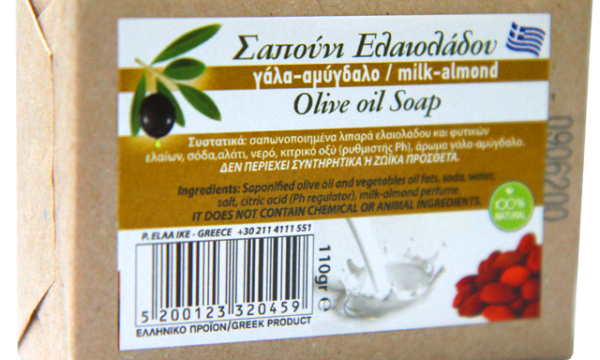 Σαπούνι Ελαιολάδου
γάλα-αμύγδαλο / milk-almond
Olive oil Soap
Συστατικά: σαπωνοποιημένα λιπαρά ελαιολάδου και φυτικών
ελαίων, σόδα, αλάτι, νερό, κιτρικό οξύ (ρυθμιστής Ph), άρωμα γάλα-αμύγδαλο.
ΔΕΝ ΠΕΡΙΕΧΕΙ ΣΥΝΤΗΡΗΤΙΚΑ Ή ΖΩΙΚΑ ΠΡΟΣΘΕΤΑ.
Ingredients: Saponified olive oil and vegetables oil fats, soda, water,
salt, citric acid (Ph regulator), milk-almond perfume.
IT DOES NOT CONTAIN CHEMICAL OR ANIMAL INGREDIENTS.
100%
NATURAL
P. ELAA IKE - GREECE +30 211 4111 551
110gr e
5 200123 320459
ΕΛΛΗΝΙΚΟ ΠΡΟΪΟΝ/GREEK PRODUCT